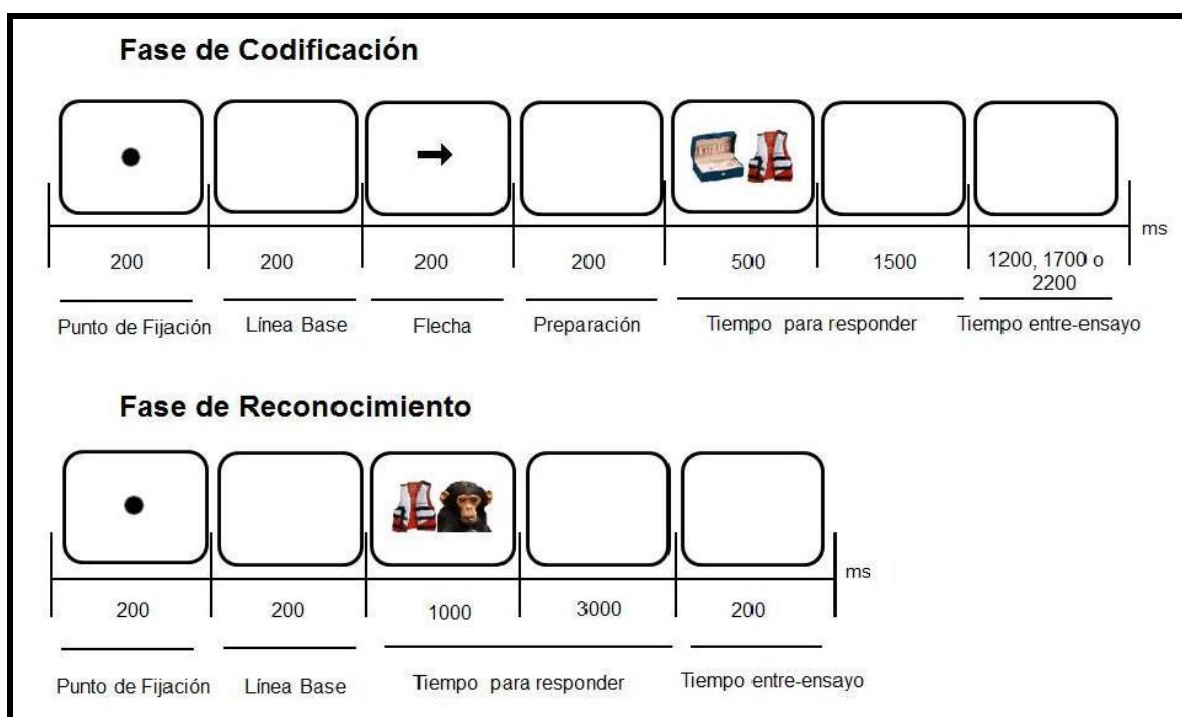 Fase de Codificación
ms
200 200 200 200 500 1500 1200, 1700 o
2200
Punto de Fijación Línea Base Flecha Preparación Tiempo para responder Tiempo entre-ensayo
Fase de Reconocimiento
ms
200 200 1000 3000 200
Punto de Fijación Línea Base Tiempo para responder Tiempo entre-ensayo